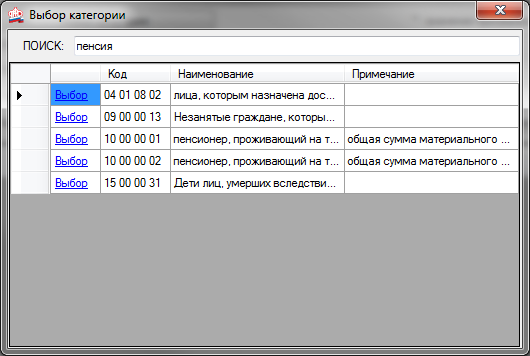 Выбор категории
ПОИСК: пенсия
Код Наименование Примечание
Выбор 04 01 08 02 лица, которым назначена дос...
Выбор 09 00 00 13 Незанятые граждане, которы...
Выбор 10 00 00 01 пенсионер, проживающий на т... общая сумма материального ...
Выбор 10 00 00 02 пенсионер, проживающий на т... общая сумма материального ...
Выбор 15 00 00 31 Дети лиц, умерших вследстви...